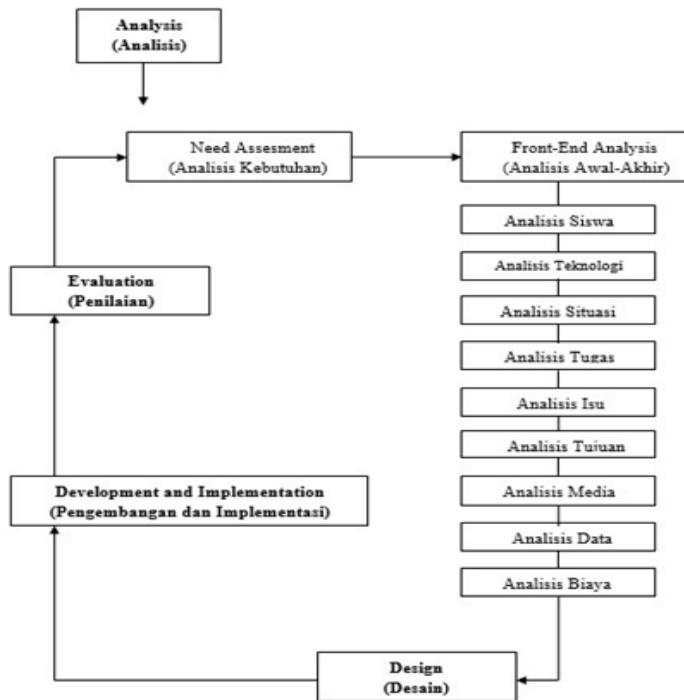 Analysis
(Analisis)
Need Assesment
(Analisis Kebutuhan)
Front-End Analysis
(Analisis Awal-Akhir)
Analisis Siswa
Analisis Teknologi
Analisis Situasi
Analisis Tugas
Analisis Isu
Analisis Tujuan
Analisis Media
Analisis Data
Analisis Biaya
Design
(Desain)
Development and Implementation
(Pengembangan dan Implementasi)
Evaluation
(Penilaian)